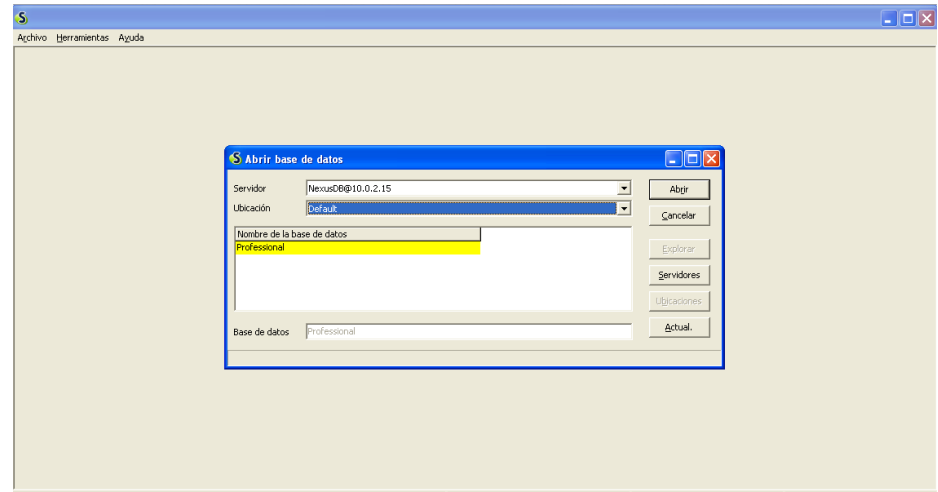 Archivo Herramientas Ayuda
Abrir base de datos
Servidor NexusDB@10.0.2.15 Abrir
Ubicación Default Cancelar
Nombre de la base de datos
Professional Explorar
Servidores
Ubicaciones
Base de datos Professional Actual.